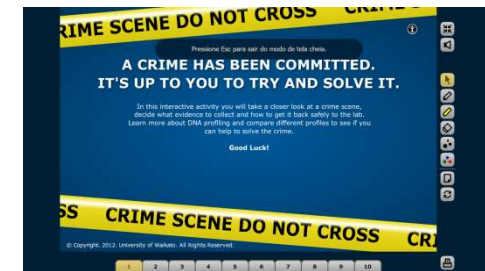 CRIME SCENE DO NOT CROSS CRIME
Pressione Esc para sair do modo de tela cheia.
A CRIME HAS BEEN COMMITTED.
IT'S UP TO YOU TO TRY AND SOLVE IT.
In this interactive activity you will take a closer look at a crime scene,
decide what evidence to collect and how to get it back safely to the lab.
Learn more about DNA profiling and compare different profiles to see if you
can help to solve the crime.
Good Luck!
SS CRIME SCENE DO NOT CROSS CRI
© Copyright. 2012. University of Waikato. All Rights Reserved.
1 2 3 4 5 6 7 8 9 10